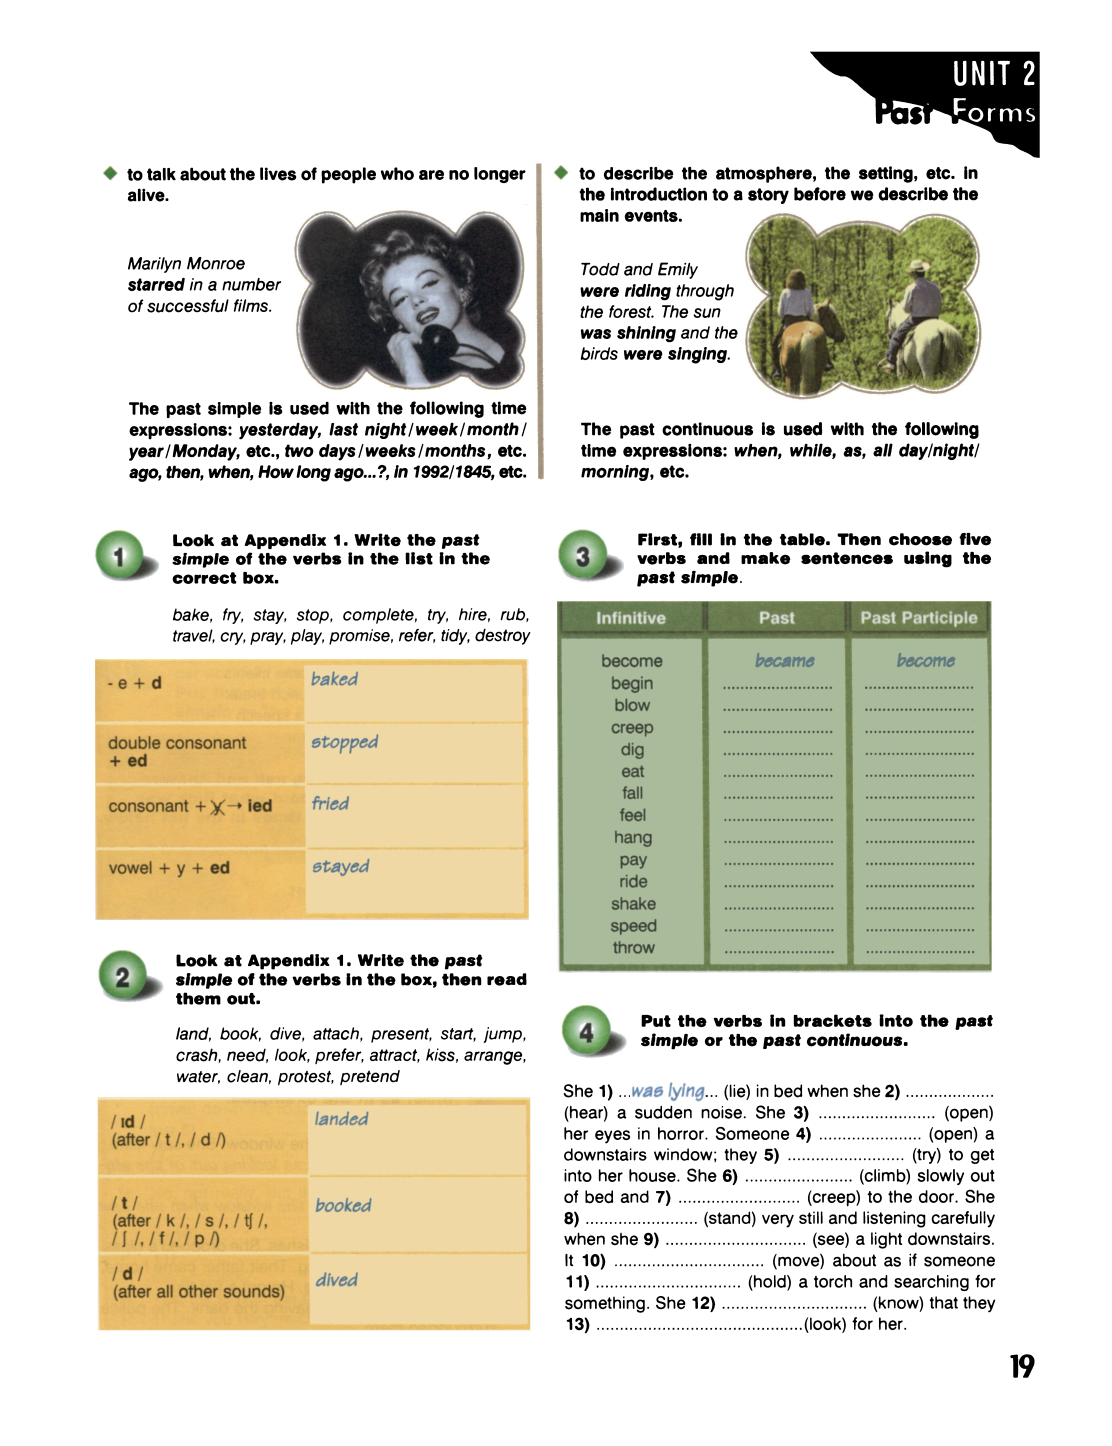 UNIT 2
Past Forms
to talk about the lives of people who are no longer
alive.
Marilyn Monroe
starred in a number
of successful films.
The past simple is used with the following time
expressions: yesterday, last night/week/month/
year/Monday, etc., two days/weeks/months, etc.
ago, then, when, How long ago...?, in 1992/1845, etc.
to describe the atmosphere, the setting, etc. in
the introduction to a story before we describe the
main events.
Todd and Emily
were riding through
the forest. The sun
was shining and the
birds were singing.
The past continuous is used with the following
time expressions: when, while, as, all day/night/
morning, etc.
1
Look at Appendix 1. Write the past
simple of the verbs in the list in the
correct box.
bake, fry, stay, stop, complete, try, hire, rub,
travel, cry, pray, play, promise, refer, tidy, destroy
- e + d
baked
double consonant
+ ed
stopped
consonant + y → ied
fried
vowel + y + ed
stayed
2
Look at Appendix 1. Write the past
simple of the verbs in the box, then read
them out.
land, book, dive, attach, present, start, jump,
crash, need, look, prefer, attract, kiss, arrange,
water, clean, protest, pretend
/ ɪd /
(after / t /, / d /)
landed
/ t /
(after / k /, / s /, / tʃ /,
/ ʃ /, / f /, / p /)
booked
/ d /
(after all other sounds)
dived
3
First, fill in the table. Then choose five
verbs and make sentences using the
past simple.
Infinitive Past Past Participle
become became become
begin ........................ ........................
blow ........................ ........................
creep ........................ ........................
dig ........................ ........................
eat ........................ ........................
fall ........................ ........................
feel ........................ ........................
hang ........................ ........................
pay ........................ ........................
ride ........................ ........................
shake ........................ ........................
speed ........................ ........................
throw ........................ ........................
4
Put the verbs in brackets into the past
simple or the past continuous.
She 1) ...was lying... (lie) in bed when she 2) ...................
(hear) a sudden noise. She 3) ......................... (open)
her eyes in horror. Someone 4) ...................... (open) a
downstairs window; they 5) ......................... (try) to get
into her house. She 6) ....................... (climb) slowly out
of bed and 7) .......................... (creep) to the door. She
8) ........................ (stand) very still and listening carefully
when she 9) .............................. (see) a light downstairs.
It 10) ................................ (move) about as if someone
11) ............................... (hold) a torch and searching for
something. She 12) ............................... (know) that they
13) ............................................(look) for her.
19